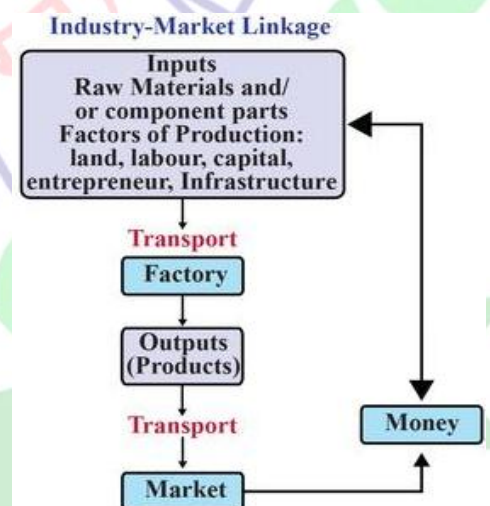 Industry-Market Linkage
Inputs
Raw Materials and/
or component parts
Factors of Production:
land, labour, capital,
entrepreneur, Infrastructure
Transport
Factory
Outputs
(Products)
Transport
Money
Market